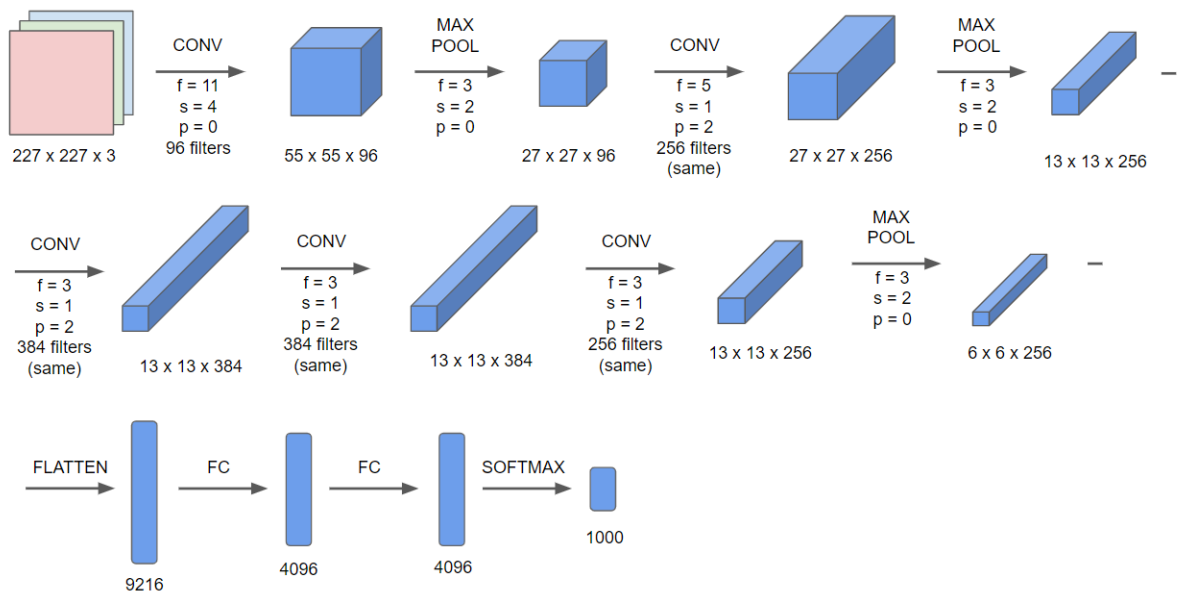 CONV
f = 11
s = 4
p = 0
96 filters
MAX
POOL
f = 3
s = 2
p = 0
CONV
f = 5
s = 1
p = 2
256 filters
(same)
MAX
POOL
f = 3
s = 2
p = 0
227 x 227 x 3
55 x 55 x 96
27 x 27 x 96
27 x 27 x 256
13 x 13 x 256
CONV
f = 3
s = 1
p = 2
384 filters
(same)
13 x 13 x 384
CONV
f = 3
s = 1
p = 2
384 filters
(same)
13 x 13 x 384
CONV
f = 3
s = 1
p = 2
256 filters
(same)
13 x 13 x 256
MAX
POOL
f = 3
s = 2
p = 0
6 x 6 x 256
FLATTEN
9216
FC
4096
FC
4096
SOFTMAX
1000